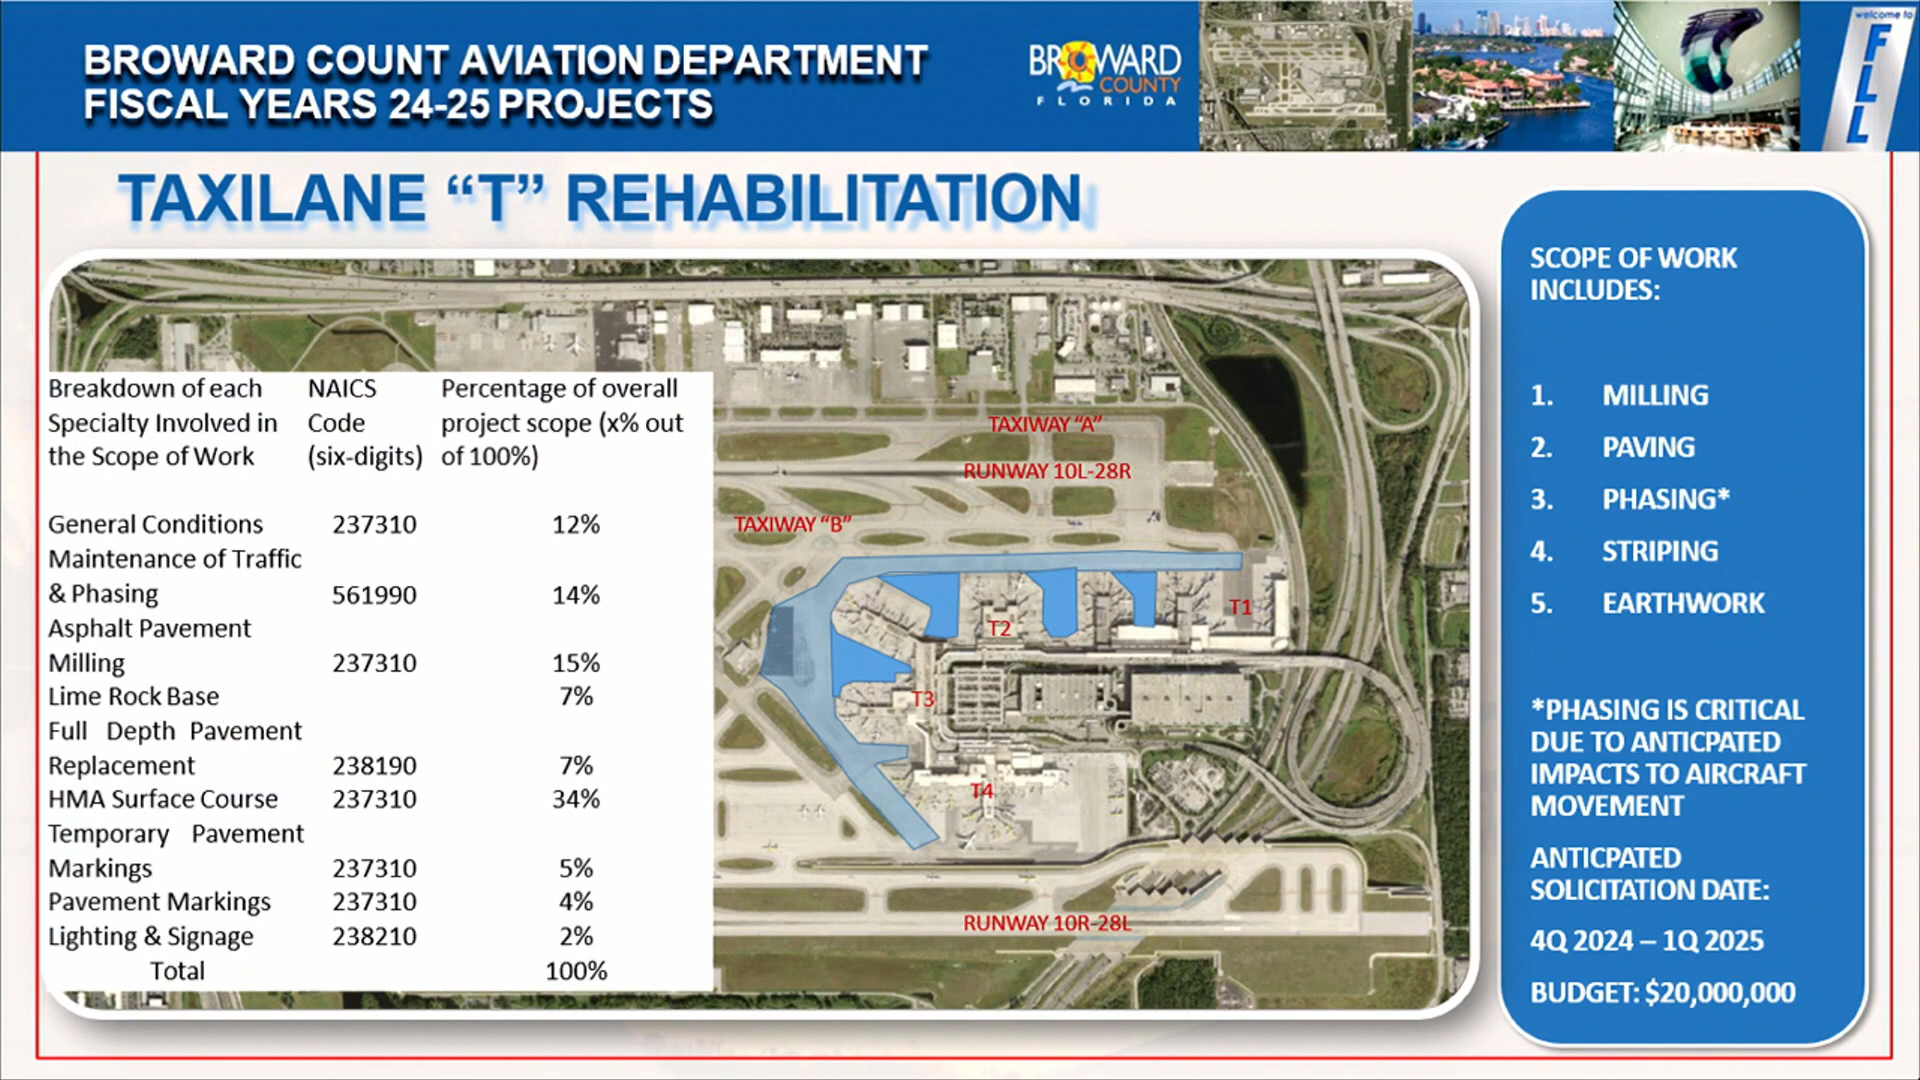 BROWARD COUNT AVIATION DEPARTMENT
FISCAL YEARS 24-25 PROJECTS
BROWARD
COUNTY
FLORIDA
welcome to
FLL
TAXILANE “T” REHABILITATION
Breakdown of each Specialty Involved in the Scope of Work | NAICS Code (six-digits) | Percentage of overall project scope (x% out of 100%)
General Conditions 237310 12%
Maintenance of Traffic
& Phasing 561990 14%
Asphalt Pavement
Milling 237310 15%
Lime Rock Base 7%
Full Depth Pavement
Replacement 238190 7%
HMA Surface Course 237310 34%
Temporary Pavement
Markings 237310 5%
Pavement Markings 237310 4%
Lighting & Signage 238210 2%
Total 100%
TAXIWAY “A”
RUNWAY 10L-28R
TAXIWAY “B”
T1
T2
T3
T4
RUNWAY 10R-28L
SCOPE OF WORK
INCLUDES:
1. MILLING
2. PAVING
3. PHASING*
4. STRIPING
5. EARTHWORK
*PHASING IS CRITICAL
DUE TO ANTICPATED
IMPACTS TO AIRCRAFT
MOVEMENT
ANTICPATED
SOLICITATION DATE:
4Q 2024 – 1Q 2025
BUDGET: $20,000,000